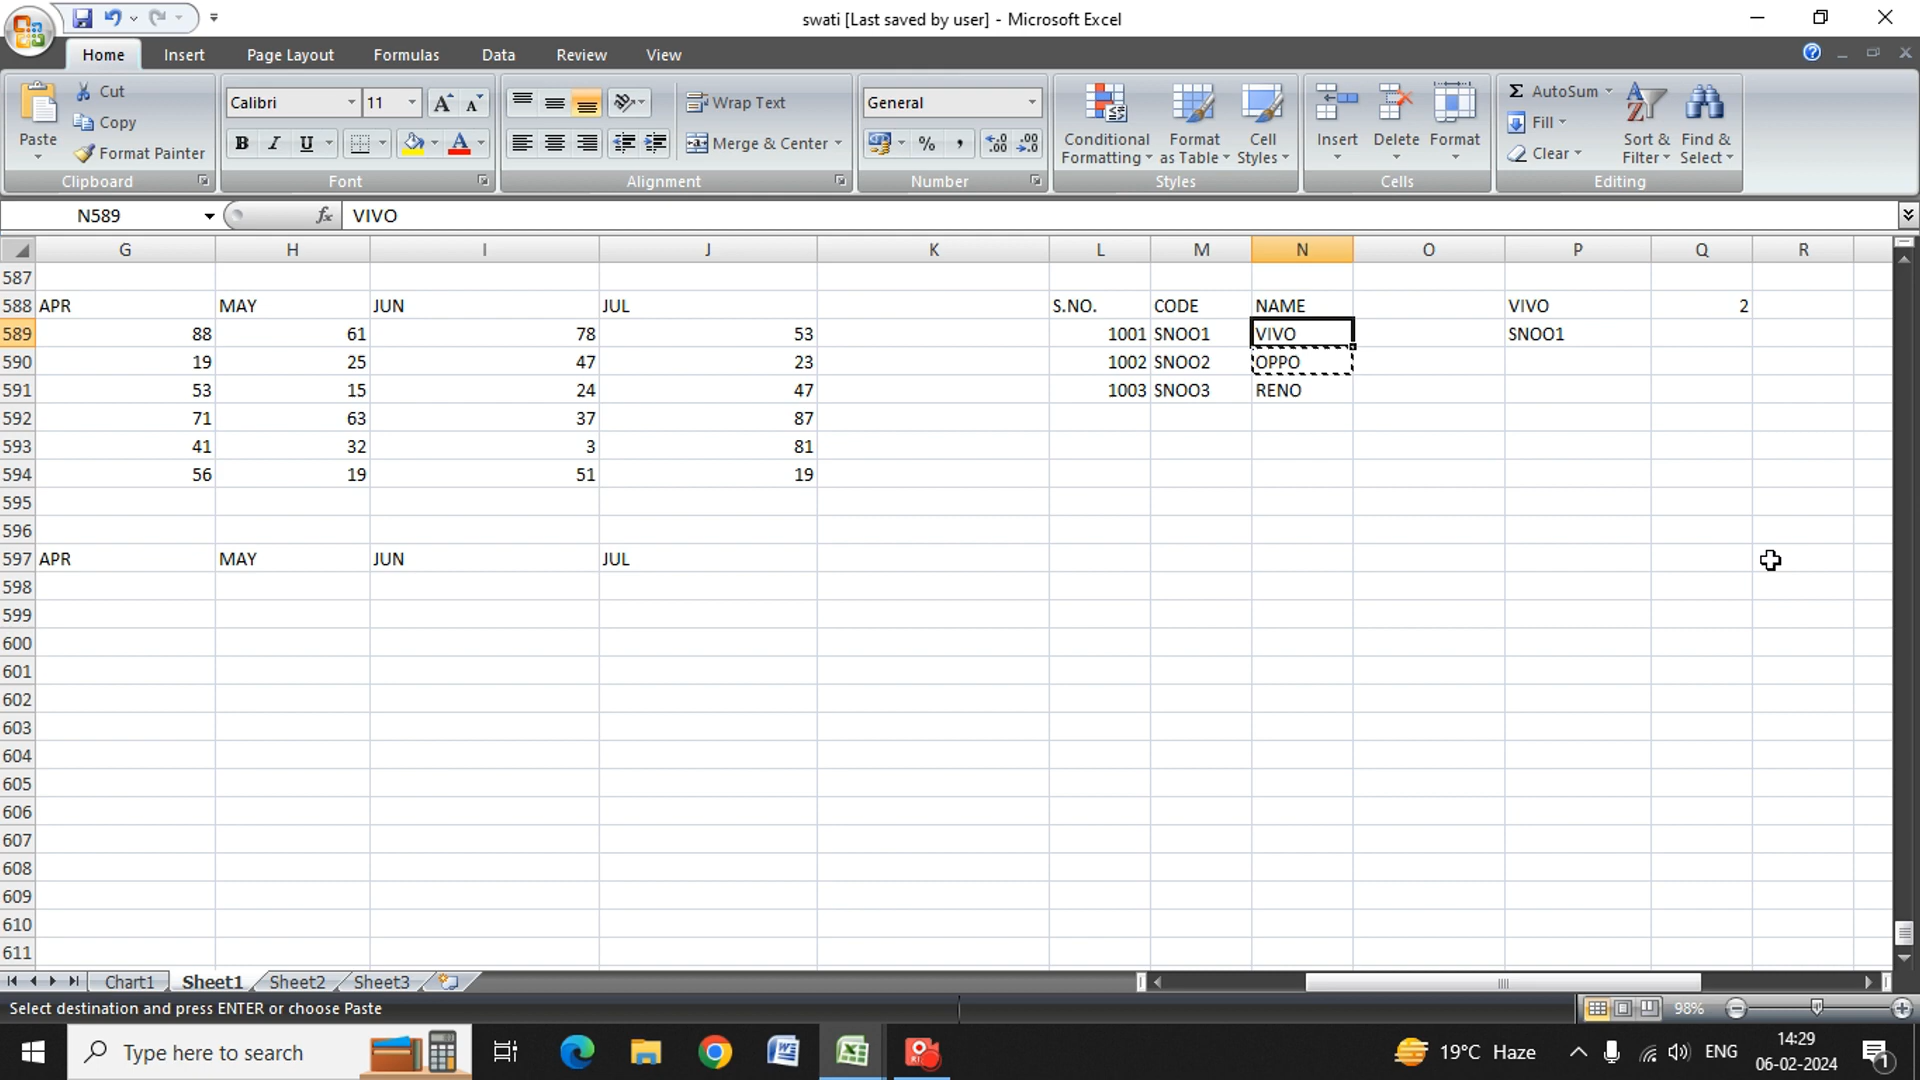 swati [Last saved by user] - Microsoft Excel
Home Insert Page Layout Formulas Data Review View
Paste
Cut
Copy
Format Painter
Clipboard
Calibri 11
B I U
Font
Wrap Text
Merge & Center
Alignment
General
% ,
Number
Conditional Formatting
Format as Table
Cell Styles
Styles
Insert Delete Format
Cells
Σ AutoSum
Fill
Clear
Sort & Filter
Find & Select
Editing
N589 fx VIVO
G H I J K L M N O P Q R
587
588 APR MAY JUN JUL S.NO. CODE NAME VIVO 2
589 88 61 78 53 1001 SNOO1 VIVO SNOO1
590 19 25 47 23 1002 SNOO2 OPPO
591 53 15 24 47 1003 SNOO3 RENO
592 71 63 37 87
593 41 32 3 81
594 56 19 51 19
595
596
597 APR MAY JUN JUL
598
599
600
601
602
603
604
605
606
607
608
609
610
611
Chart1 Sheet1 Sheet2 Sheet3
Select destination and press ENTER or choose Paste 98%
Type here to search
19°C Haze ENG
14:29
06-02-2024
1